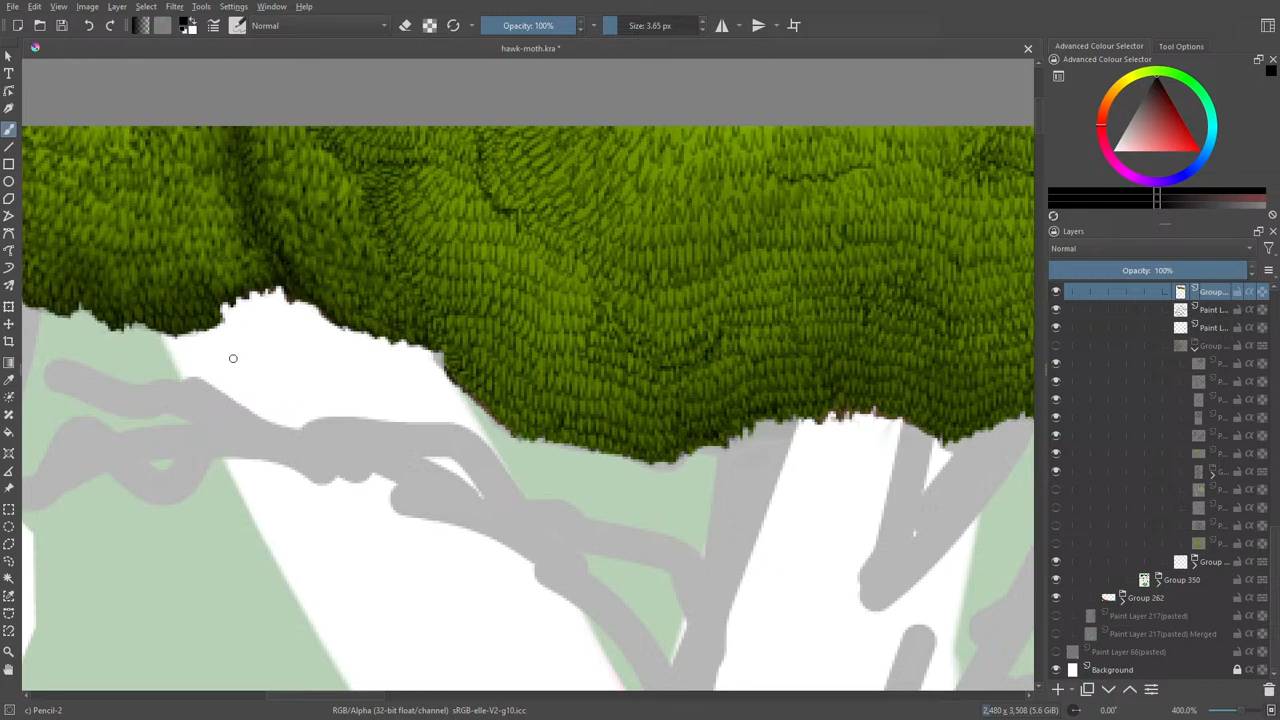 File Edit View Image Layer Select Filter Tools Settings Window Help
Normal Opacity: 100% Size: 3.65 px
hawk-moth.kra *
Advanced Colour Selector Tool Options
Advanced Colour Selector
Layers
Normal
Opacity: 100%
Group...
Paint L...
Paint L...
Group ...
P...
P...
P...
P...
P...
P...
G...
P...
P...
P...
P...
Group ...
Group 350
Group 262
Paint Layer 217(pasted)
Paint Layer 217(pasted) Merged
Paint Layer 66(pasted)
Background
c) Pencil-2 RGB/Alpha (32-bit float/channel) sRGB-elle-V2-g10.icc 2,480 x 3,508 (5.6 GiB) 0.00° 400.0%